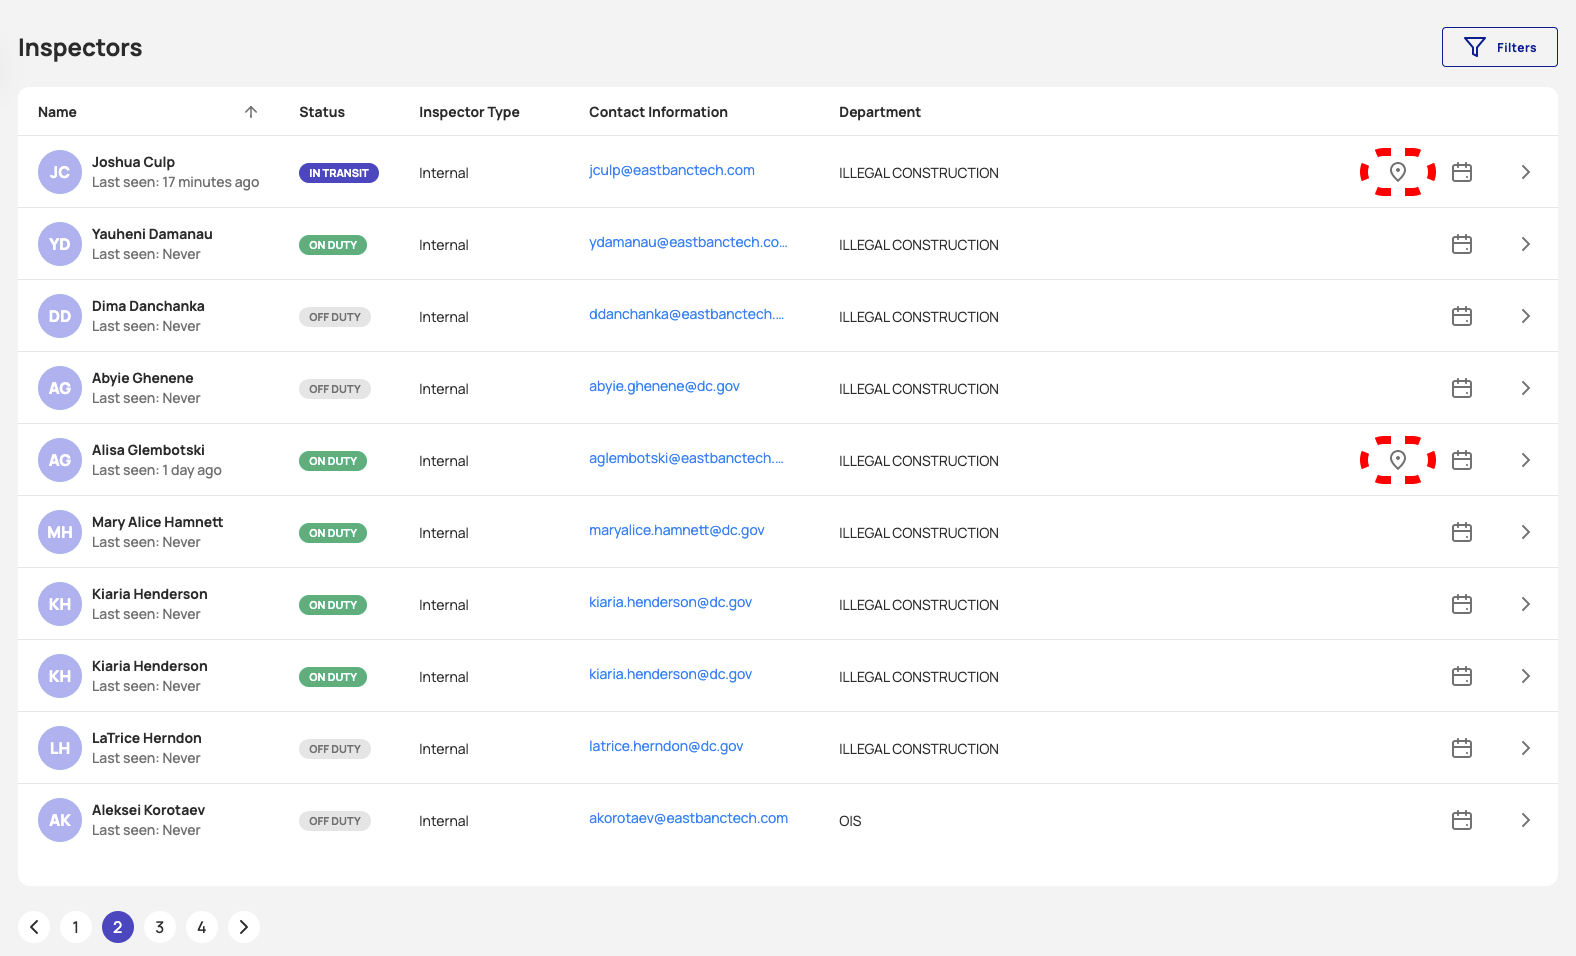 Inspectors
Filters
Name Status Inspector Type Contact Information Department
JC Joshua Culp
Last seen: 17 minutes ago
IN TRANSIT Internal jculp@eastbanctech.com ILLEGAL CONSTRUCTION
YD Yauheni Damanau
Last seen: Never
ON DUTY Internal ydamanau@eastbanctech.co... ILLEGAL CONSTRUCTION
DD Dima Danchanka
Last seen: Never
OFF DUTY Internal ddanchanka@eastbanctech.... ILLEGAL CONSTRUCTION
AG Abyie Ghenene
Last seen: Never
OFF DUTY Internal abyie.ghenene@dc.gov ILLEGAL CONSTRUCTION
AG Alisa Glembotski
Last seen: 1 day ago
ON DUTY Internal aglembotski@eastbanctech.... ILLEGAL CONSTRUCTION
MH Mary Alice Hamnett
Last seen: Never
ON DUTY Internal maryalice.hamnett@dc.gov ILLEGAL CONSTRUCTION
KH Kiaria Henderson
Last seen: Never
ON DUTY Internal kiaria.henderson@dc.gov ILLEGAL CONSTRUCTION
KH Kiaria Henderson
Last seen: Never
ON DUTY Internal kiaria.henderson@dc.gov ILLEGAL CONSTRUCTION
LH LaTrice Herndon
Last seen: Never
OFF DUTY Internal latrice.herndon@dc.gov ILLEGAL CONSTRUCTION
AK Aleksei Korotaev
Last seen: Never
OFF DUTY Internal akorotaev@eastbanctech.com OIS
1 2 3 4